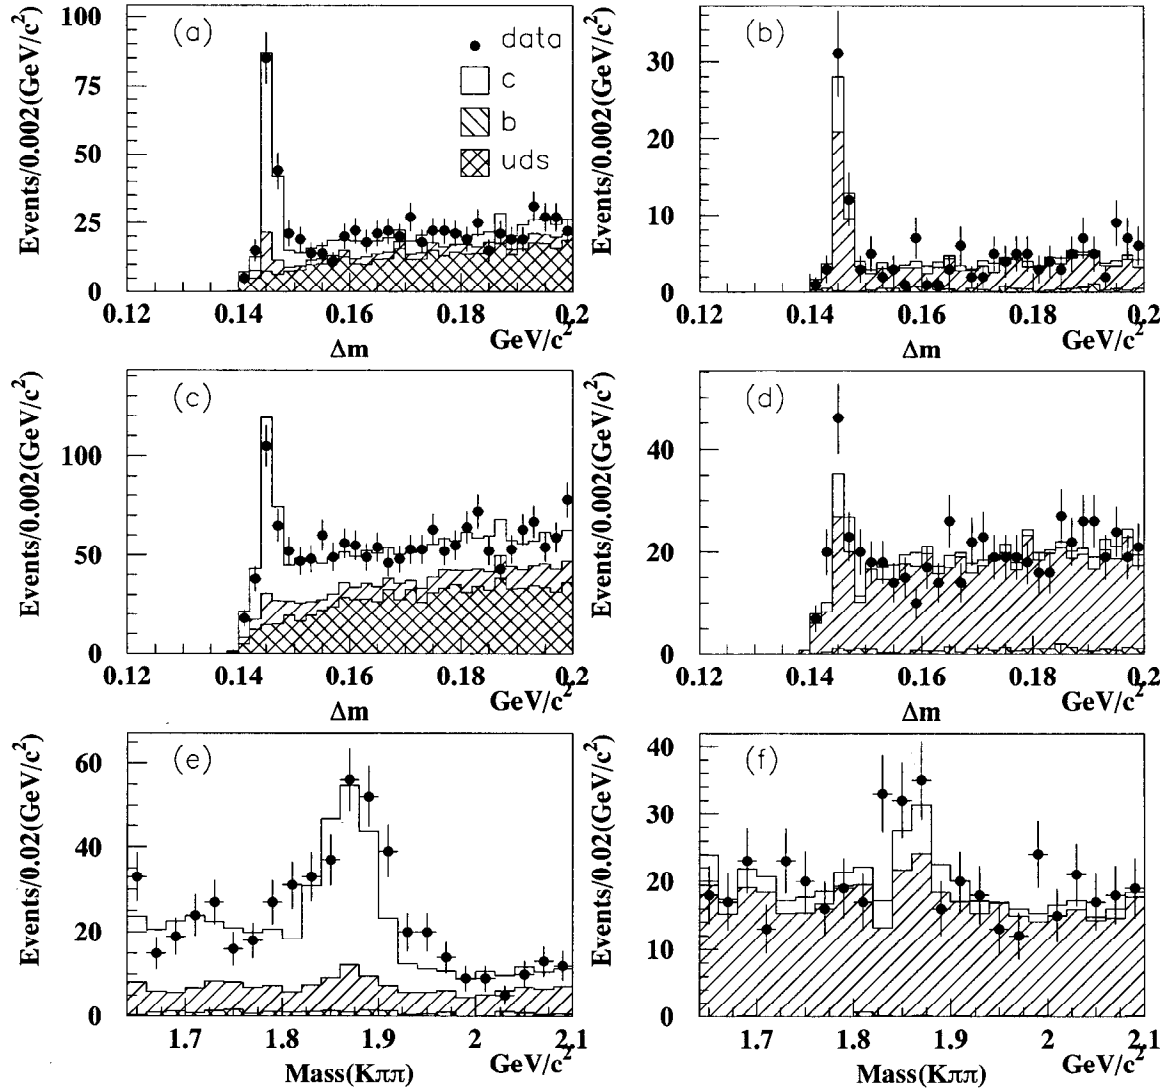 (a)
data
c
b
uds
Events/0.002(GeV/c²)
100
75
50
25
0
0.12 0.14 0.16 0.18 0.2
Δm GeV/c²
(b)
Events/0.002(GeV/c²)
30
20
10
0
0.12 0.14 0.16 0.18 0.2
Δm GeV/c²
(c)
Events/0.002(GeV/c²)
100
50
0
0.12 0.14 0.16 0.18 0.2
Δm GeV/c²
(d)
Events/0.002(GeV/c²)
40
20
0
0.12 0.14 0.16 0.18 0.2
Δm GeV/c²
(e)
Events/0.02(GeV/c²)
60
40
20
0
1.7 1.8 1.9 2 2.1
Mass(Kππ) GeV/c²
(f)
Events/0.02(GeV/c²)
40
30
20
10
0
1.7 1.8 1.9 2 2.1
Mass(Kππ) GeV/c²